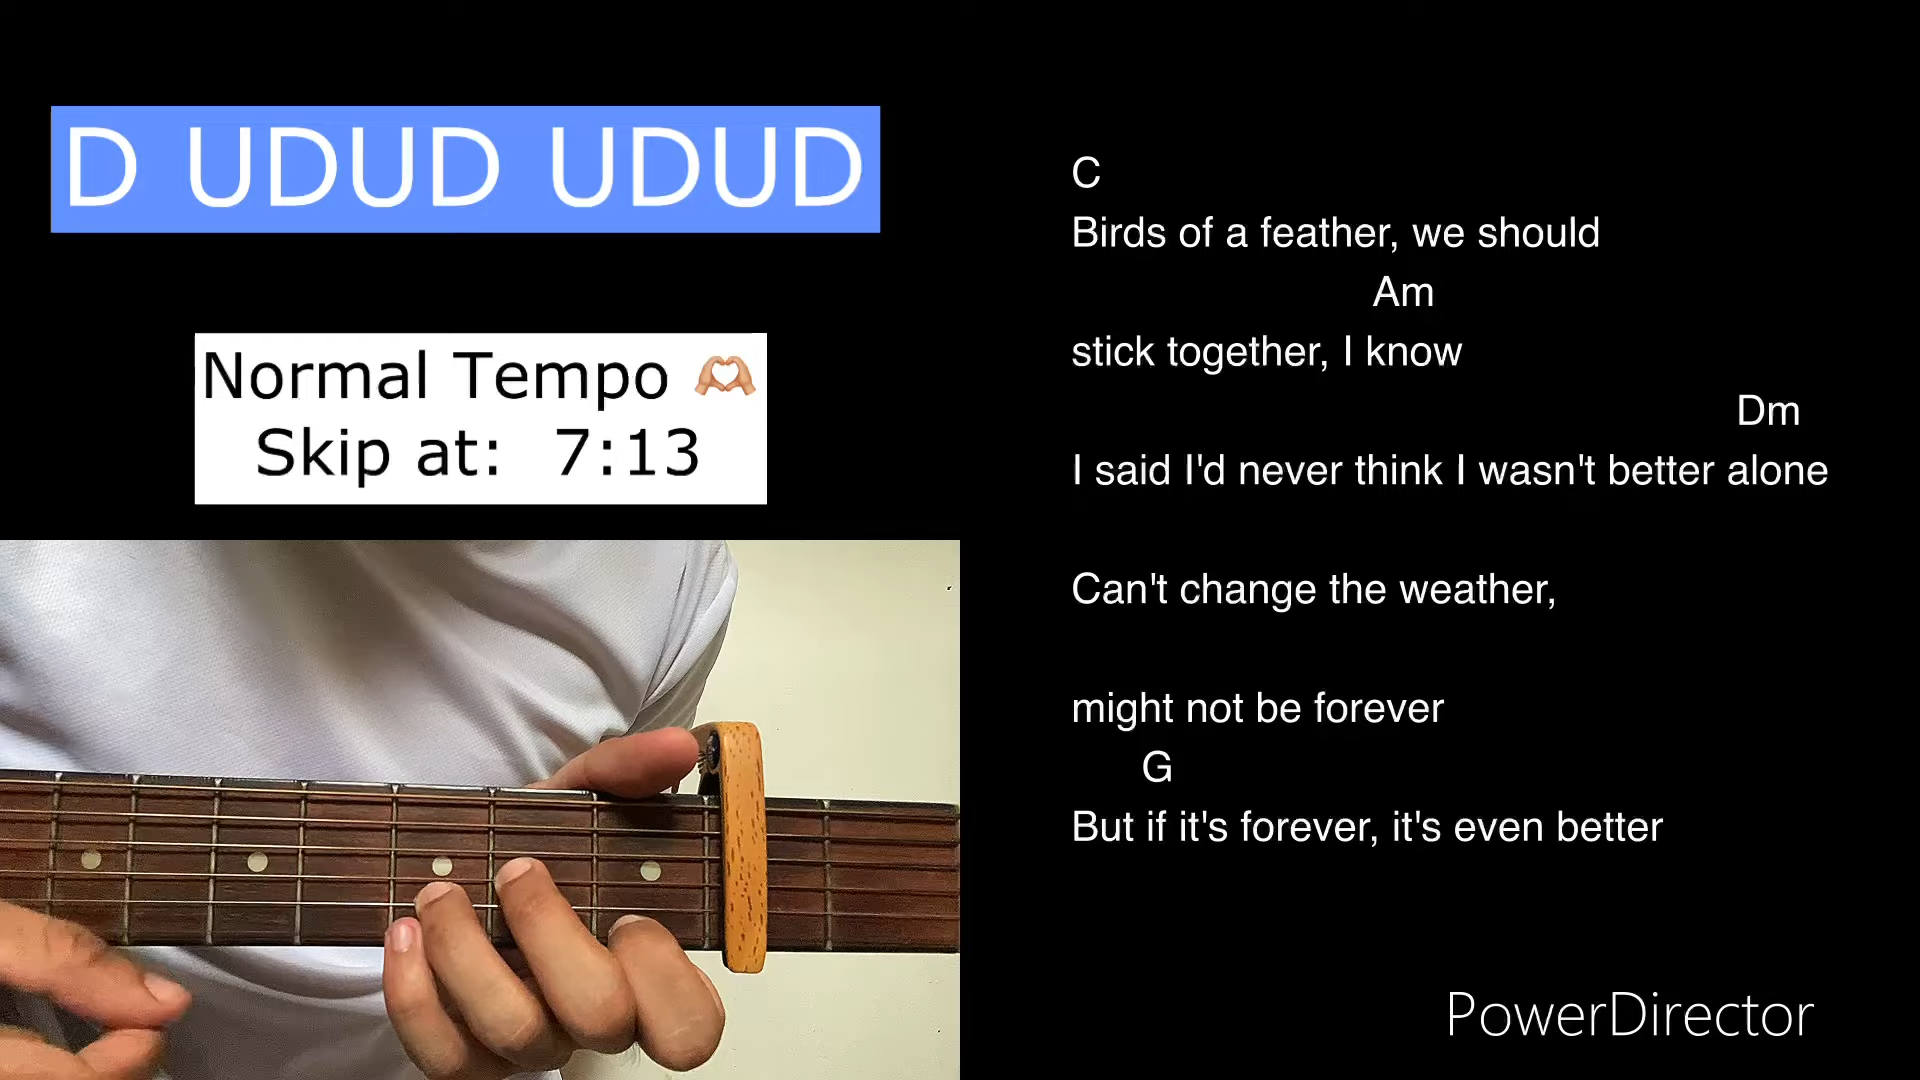 D UDUD UDUD
Normal Tempo 🫶🏼
Skip at: 7:13
C
Birds of a feather, we should
Am
stick together, I know
Dm
I said I'd never think I wasn't better alone
Can't change the weather,
might not be forever
G
But if it's forever, it's even better
PowerDirector